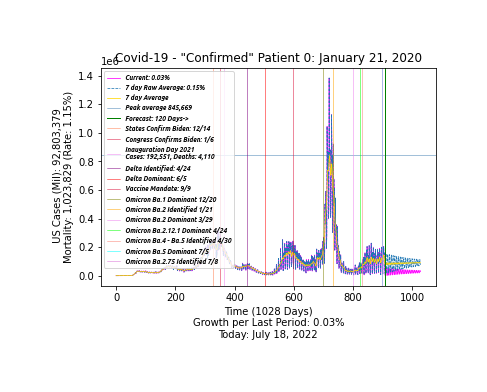 Covid-19 - "Confirmed" Patient 0: January 21, 2020
1e6
US Cases (Mil): 92,803,379
Mortality: 1,023,829 (Rate: 1.15%)
1.4
1.2
1.0
0.8
0.6
0.4
0.2
0.0
Current: 0.03%
7 day Raw Average: 0.15%
7 day Average
Peak average 845,669
Forecast: 120 Days->
States Confirm Biden: 12/14
Congress Confirms Biden: 1/6
Inauguration Day 2021
Cases: 192,551, Deaths: 4,110
Delta Identified: 4/24
Delta Dominant: 6/5
Vaccine Mandate: 9/9
Omicron Ba.1 Dominant 12/20
Omicron Ba.2 Identified 1/21
Omicron Ba.2 Dominant 3/29
Omicron Ba.2.12.1 Dominant 4/24
Omicron Ba.4 - Ba.5 Identified 4/30
Omicron Ba.5 Dominant 7/5
Omicron Ba.2.75 Identified 7/8
0 200 400 600 800 1000
Time (1028 Days)
Growth per Last Period: 0.03%
Today: July 18, 2022